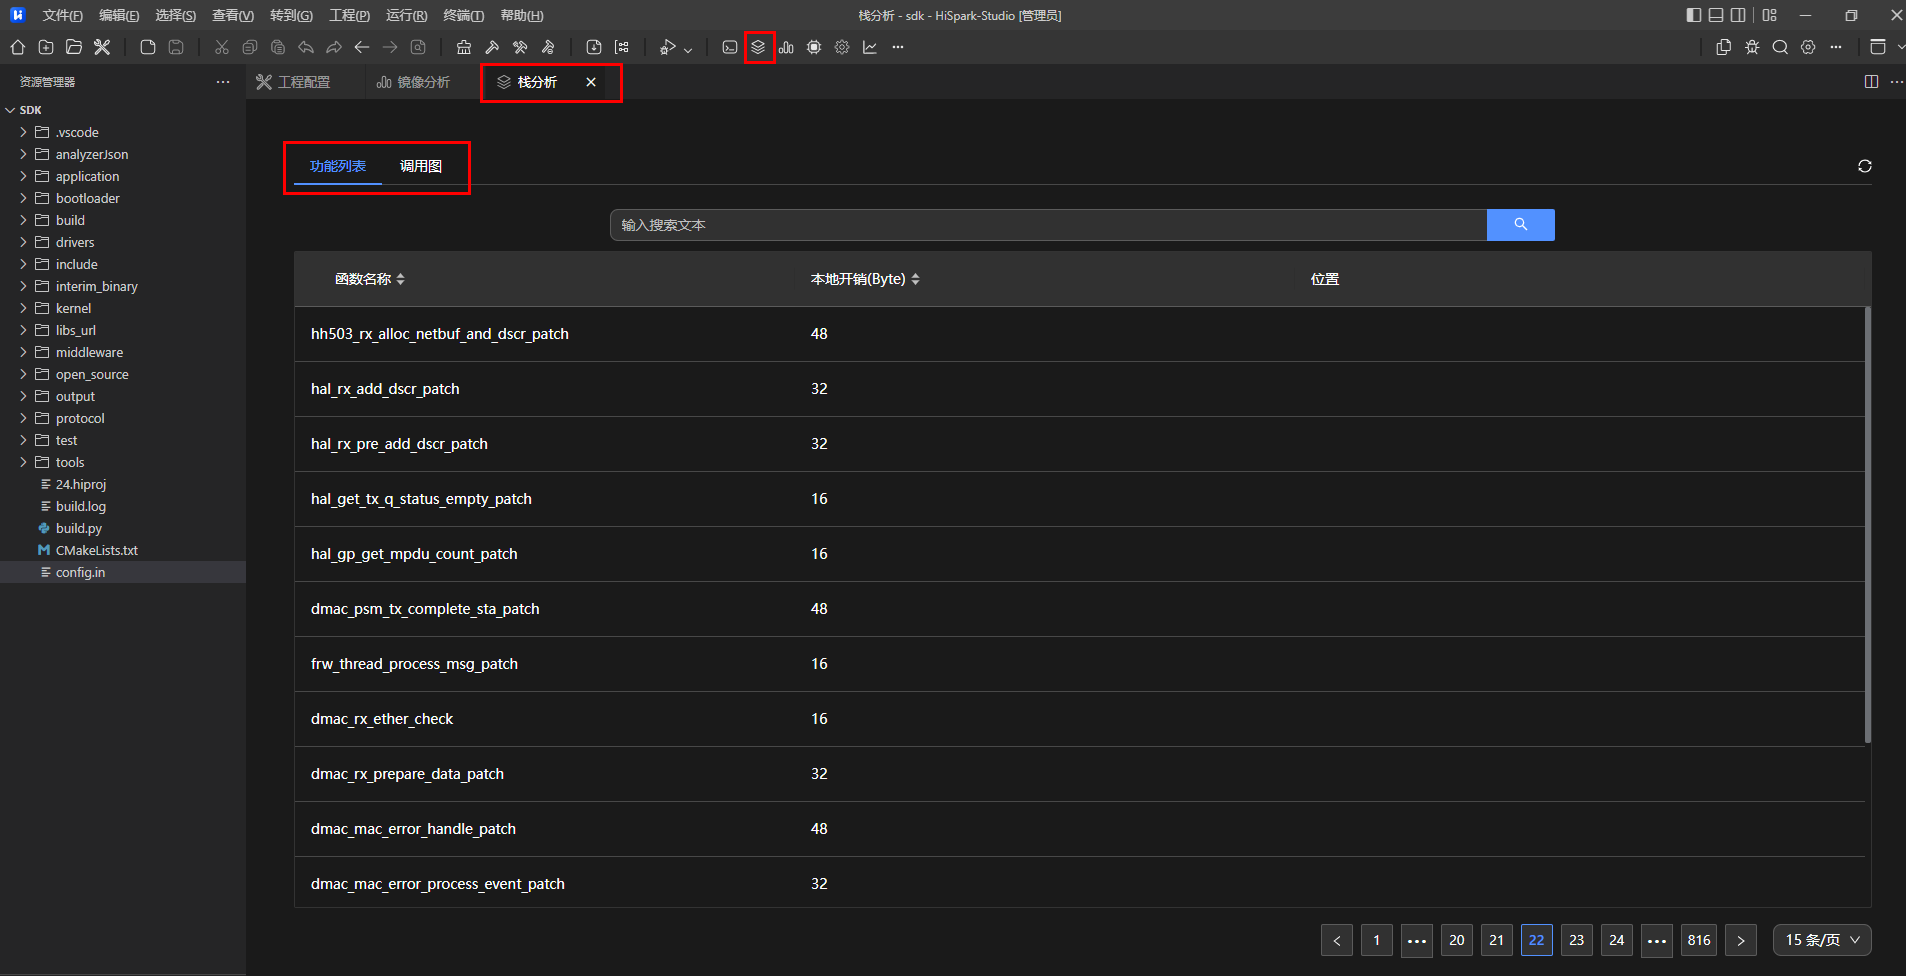 文件(F) 编辑(E) 选择(S) 查看(V) 转到(G) 工程(P) 运行(R) 终端(T) 帮助(H) 栈分析 - sdk - HiSpark-Studio [管理员]
资源管理器 工程配置 镜像分析 栈分析
SDK
.vscode
analyzerJson
application
bootloader
build
drivers
include
interim_binary
kernel
libs_url
middleware
open_source
output
protocol
test
tools
24.hiproj
build.log
build.py
CMakeLists.txt
config.in
功能列表 调用图
输入搜索文本
函数名称 本地开销(Byte) 位置
hh503_rx_alloc_netbuf_and_dscr_patch 48
hal_rx_add_dscr_patch 32
hal_rx_pre_add_dscr_patch 32
hal_get_tx_q_status_empty_patch 16
hal_gp_get_mpdu_count_patch 16
dmac_psm_tx_complete_sta_patch 48
frw_thread_process_msg_patch 16
dmac_rx_ether_check 16
dmac_rx_prepare_data_patch 32
dmac_mac_error_handle_patch 48
dmac_mac_error_process_event_patch 32
< 1 ••• 20 21 22 23 24 ••• 816 > 15 条/页